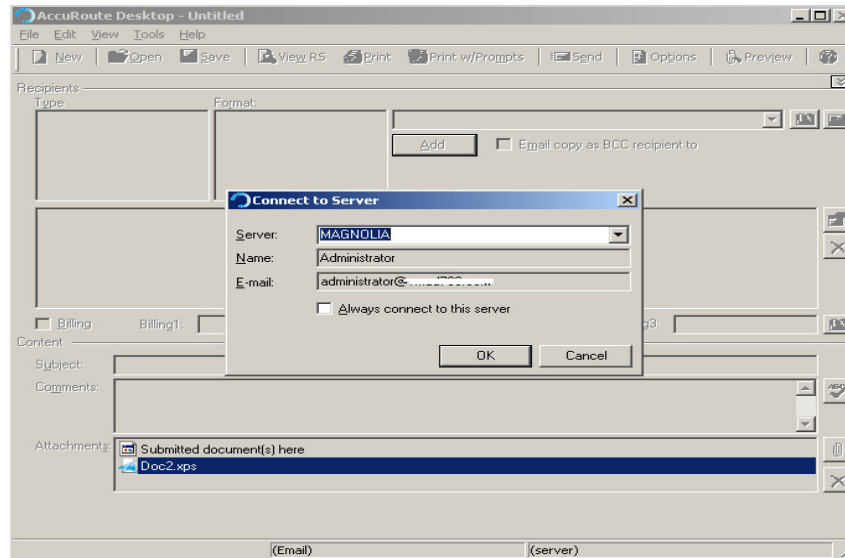 AccuRoute Desktop - Untitled
File Edit View Tools Help
New Open Save View RS Print Print w/Prompts Send Options Preview
Recipients
Type Format:
Add Email copy as BCC recipient to
Connect to Server
Server: MAGNOLIA
Name: Administrator
E-mail: administrator@
Always connect to this server
OK Cancel
Billing Billing1: g3:
Content
Subject:
Comments:
ABC
Attachments: Submitted document(s) here
Doc2.xps
(Email) (server)